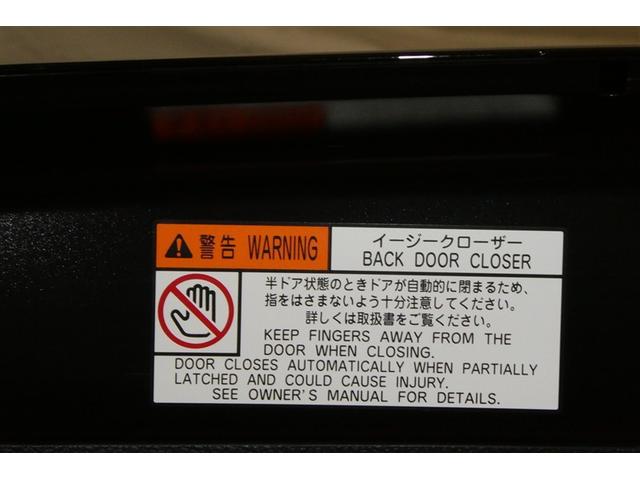 警告 WARNING
イージークローザー
BACK DOOR CLOSER
半ドア状態のときドアが自動的に閉まるため、
指をはさまないよう十分注意してください。
詳しくは取扱書をご覧ください。
KEEP FINGERS AWAY FROM THE
DOOR WHEN CLOSING.
DOOR CLOSES AUTOMATICALLY WHEN PARTIALLY
LATCHED AND COULD CAUSE INJURY.
SEE OWNER'S MANUAL FOR DETAILS.